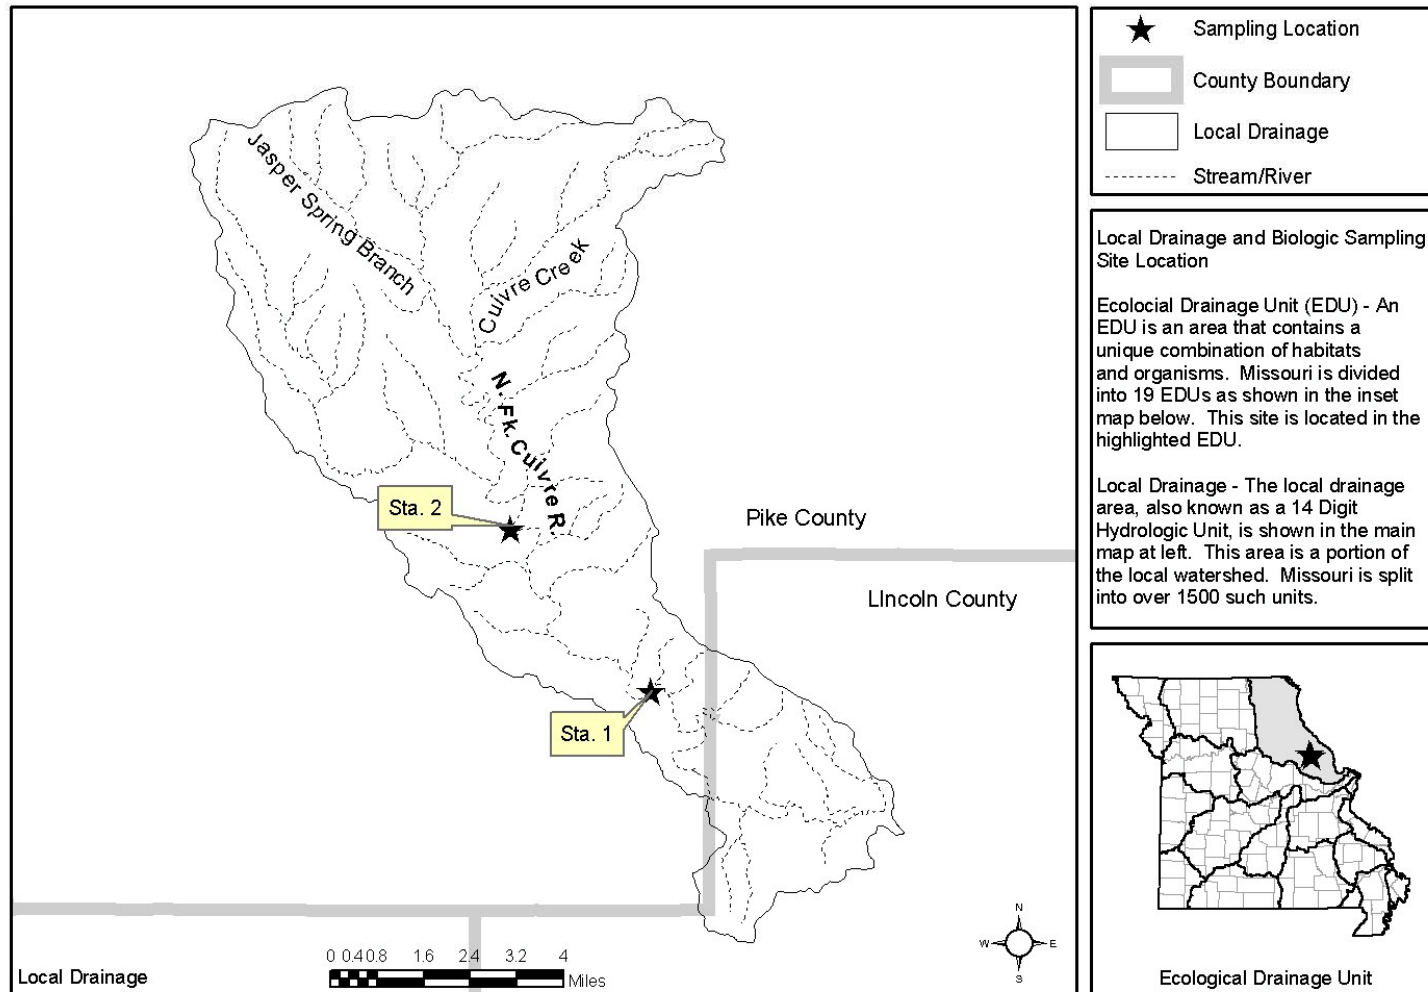 Jasper Spring Branch
Cuivre Creek
N. Fk. Cuivre R.
Sta. 2
Pike County
LIncoln County
Sta. 1
N
W
E
S
0 0.40.8 1.6 2.4 3.2 4
Miles
Local Drainage
Sampling Location
County Boundary
Local Drainage
Stream/River
Local Drainage and Biologic Sampling
Site Location
Ecolocial Drainage Unit (EDU) - An
EDU is an area that contains a
unique combination of habitats
and organisms. Missouri is divided
into 19 EDUs as shown in the inset
map below. This site is located in the
highlighted EDU.
Local Drainage - The local drainage
area, also known as a 14 Digit
Hydrologic Unit, is shown in the main
map at left. This area is a portion of
the local watershed. Missouri is split
into over 1500 such units.
Ecological Drainage Unit